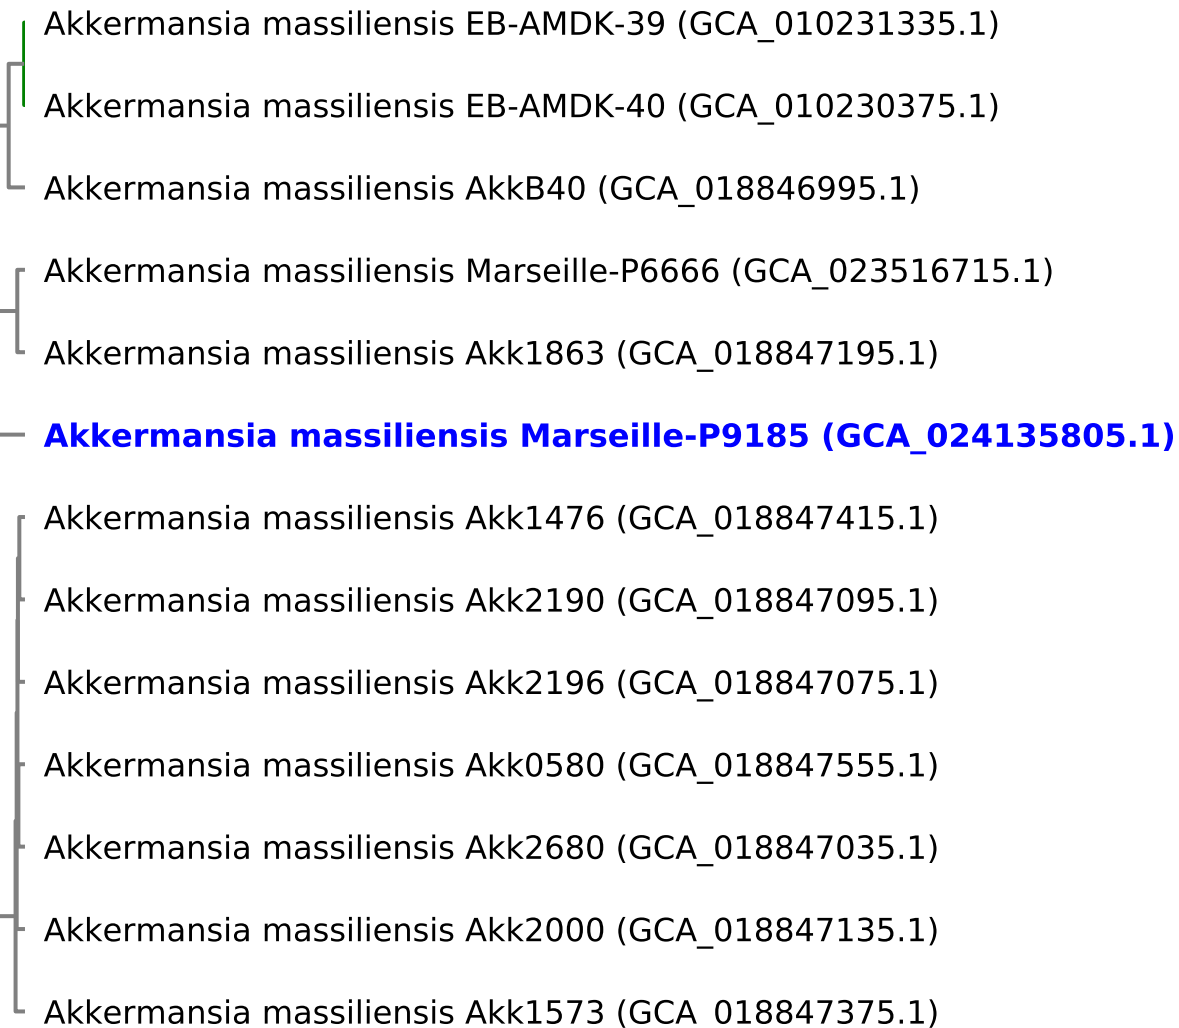 Akkermansia massiliensis EB-AMDK-39 (GCA_010231335.1)
Akkermansia massiliensis EB-AMDK-40 (GCA_010230375.1)
Akkermansia massiliensis AkkB40 (GCA_018846995.1)
Akkermansia massiliensis Marseille-P6666 (GCA_023516715.1)
Akkermansia massiliensis Akk1863 (GCA_018847195.1)
Akkermansia massiliensis Marseille-P9185 (GCA_024135805.1)
Akkermansia massiliensis Akk1476 (GCA_018847415.1)
Akkermansia massiliensis Akk2190 (GCA_018847095.1)
Akkermansia massiliensis Akk2196 (GCA_018847075.1)
Akkermansia massiliensis Akk0580 (GCA_018847555.1)
Akkermansia massiliensis Akk2680 (GCA_018847035.1)
Akkermansia massiliensis Akk2000 (GCA_018847135.1)
Akkermansia massiliensis Akk1573 (GCA_018847375.1)